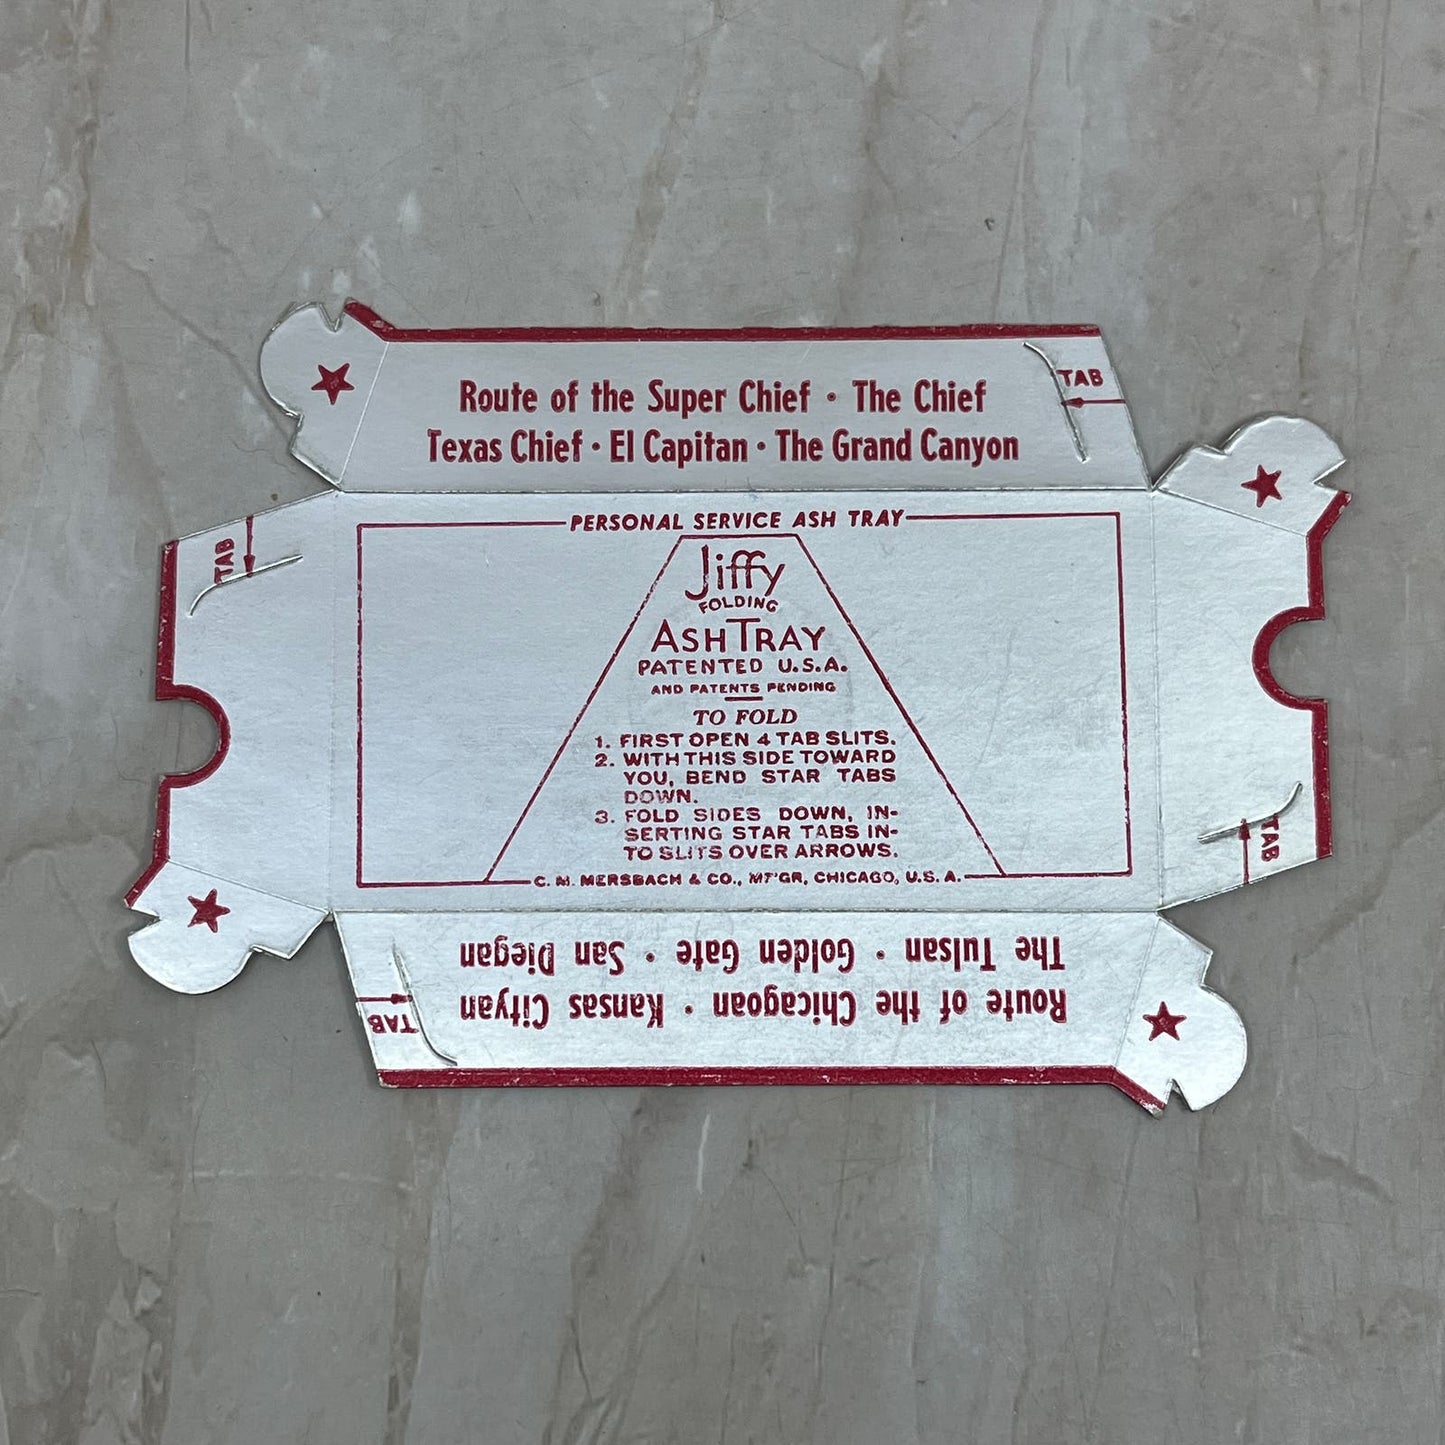 Route of the Super Chief • The Chief
Texas Chief • El Capitan • The Grand Canyon
TAB
TAB
PERSONAL SERVICE ASH TRAY
Jiffy
FOLDING
ASHTRAY
PATENTED U.S.A.
AND PATENTS PENDING
TO FOLD
1. FIRST OPEN 4 TAB SLITS.
2. WITH THIS SIDE TOWARD
YOU, BEND STAR TABS
DOWN.
3. FOLD SIDES DOWN, IN-
SERTING STAR TABS IN-
TO SLITS OVER ARROWS.
C. M. MERSBACH & CO., MF'GR, CHICAGO, U.S.A.
TAB
TAB
Route of the Chicagoan • Kansas Cityan
The Tulsan • Golden Gate • San Diegan